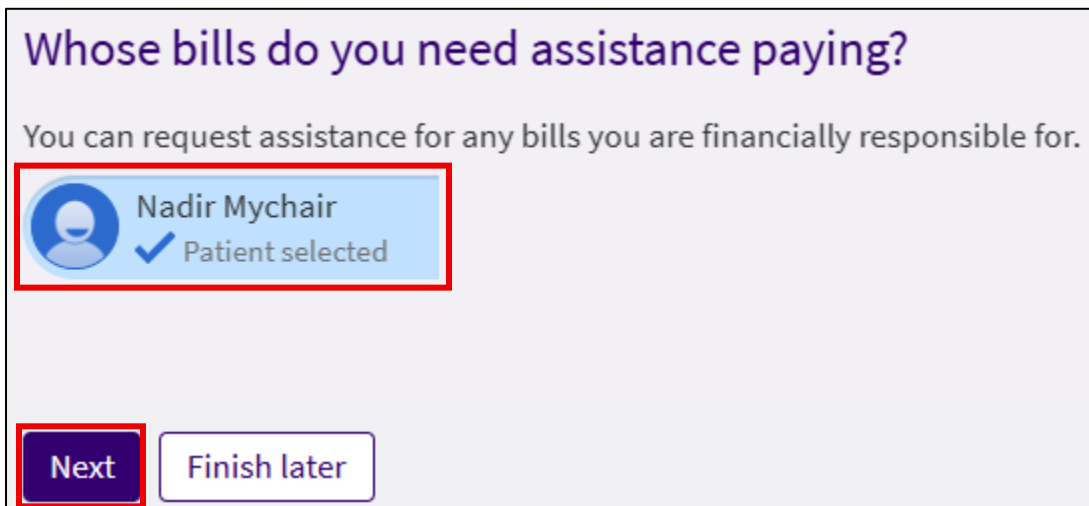 Whose bills do you need assistance paying?
You can request assistance for any bills you are financially responsible for.
Nadir Mychair
Patient selected
Next
Finish later